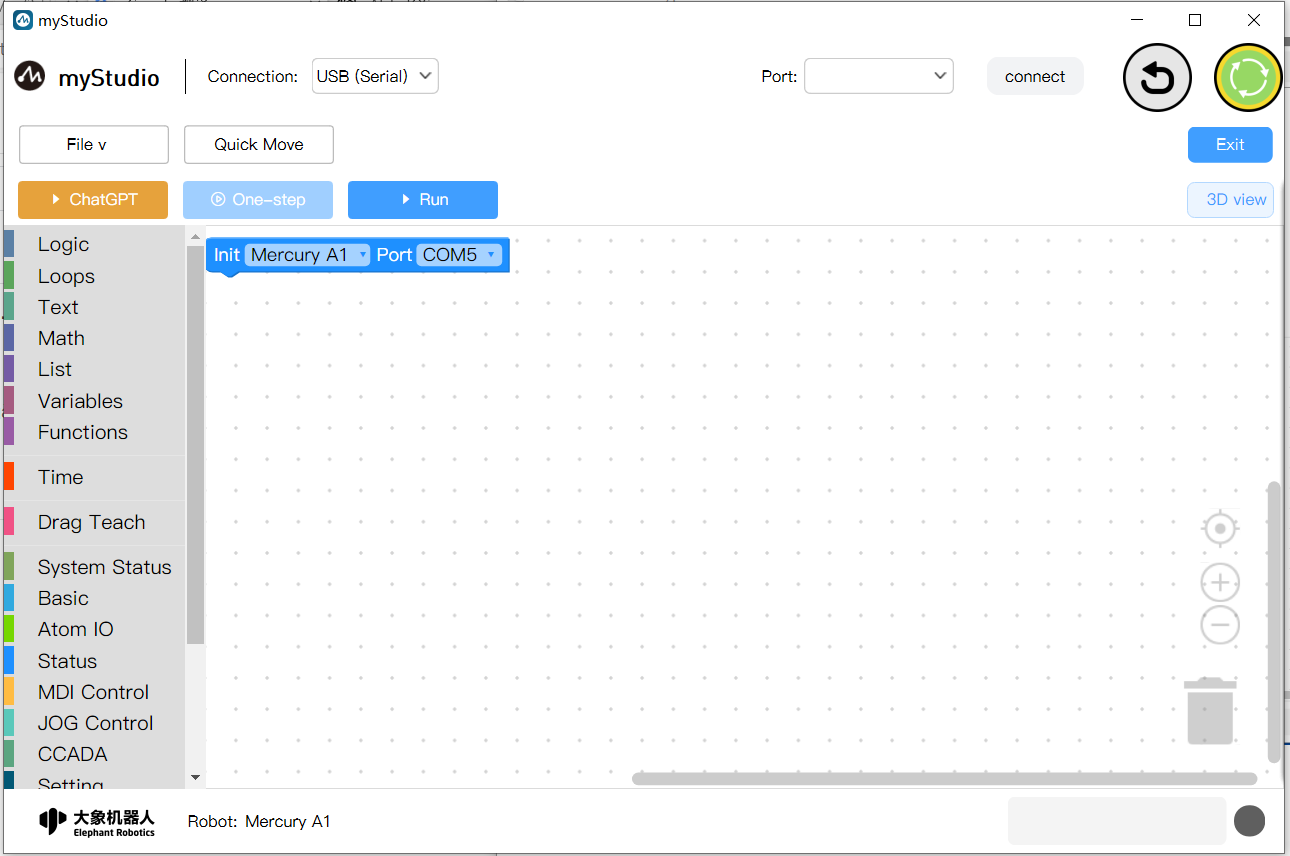 myStudio
myStudio
Connection: USB (Serial)
Port:
connect
File v
Quick Move
Exit
ChatGPT
One-step
Run
3D view
Logic
Loops
Text
Math
List
Variables
Functions
Time
Drag Teach
System Status
Basic
Atom IO
Status
MDI Control
JOG Control
CCADA
Setting
Init Mercury A1 Port COM5
大象机器人
Elephant Robotics
Robot: Mercury A1